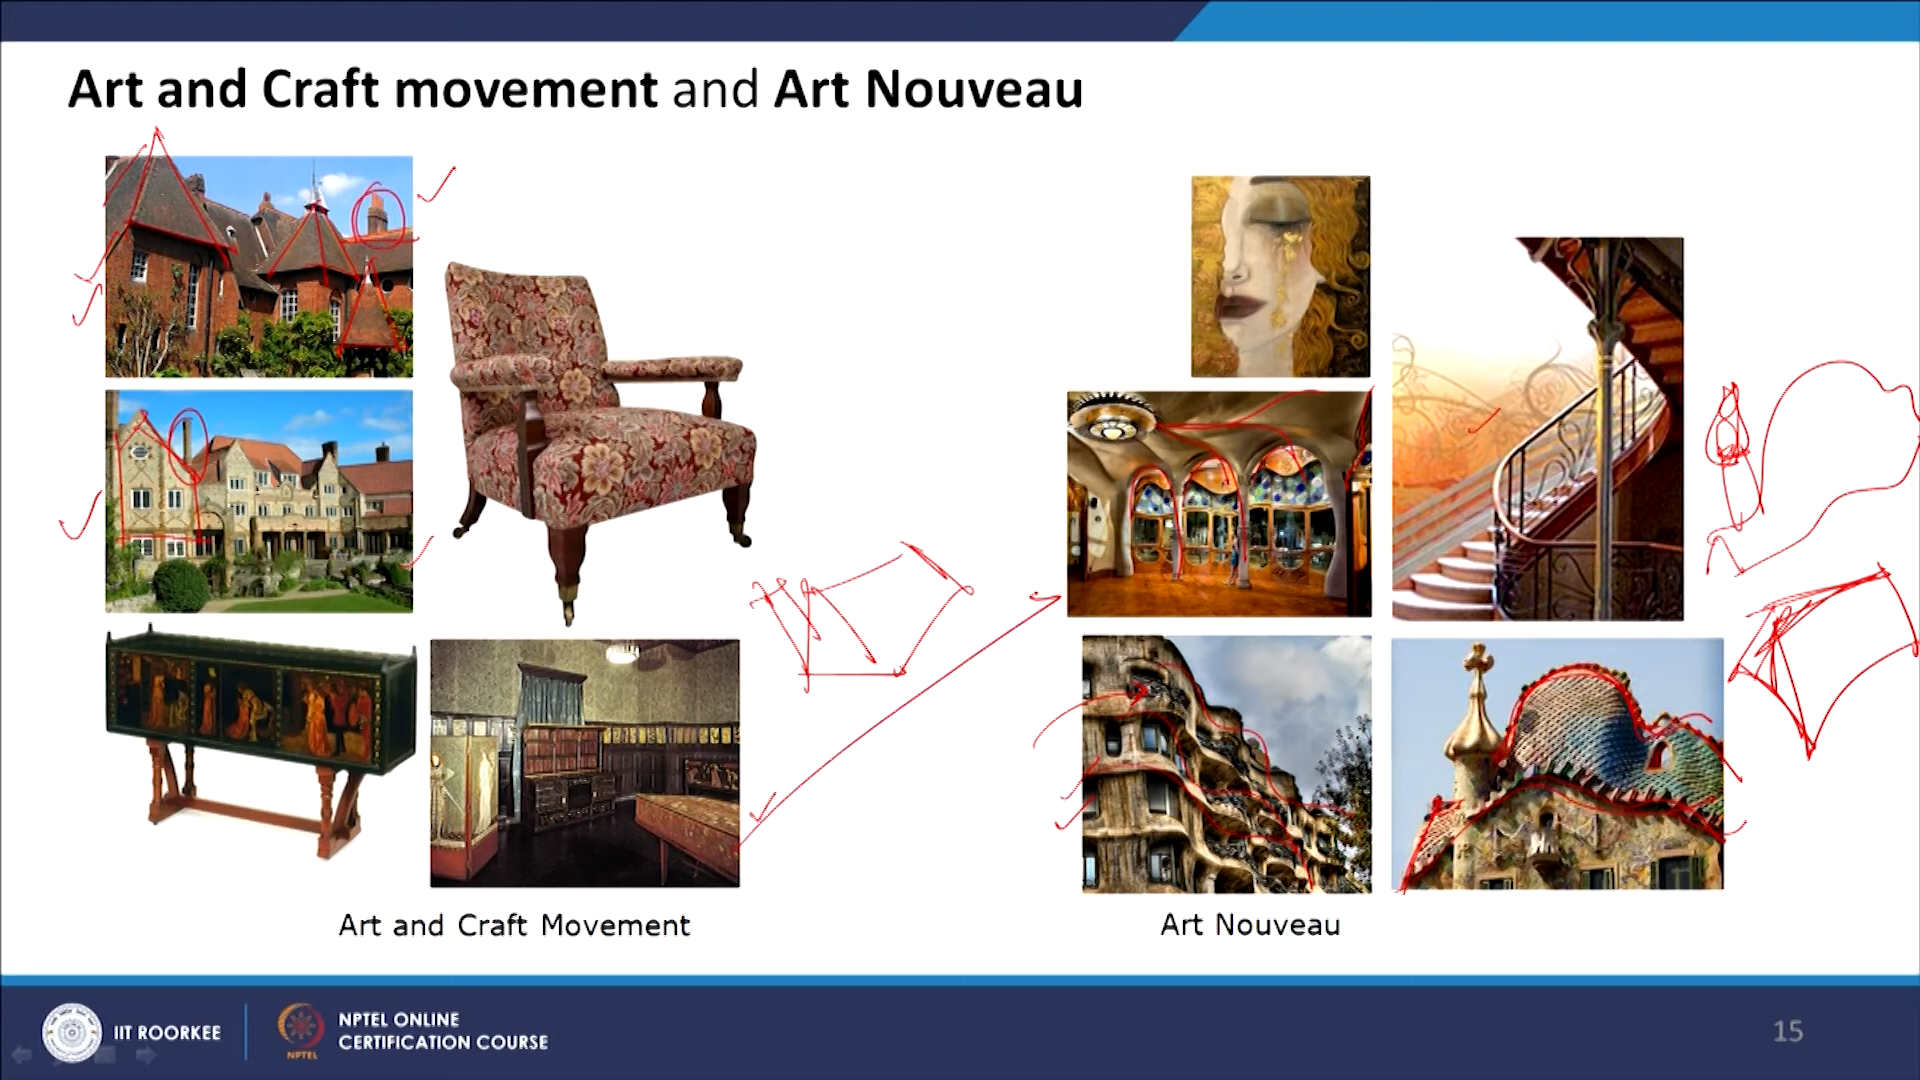 Art and Craft movement and Art Nouveau
Art and Craft Movement
Art Nouveau
IIT ROORKEE
NPTEL
NPTEL ONLINE
CERTIFICATION COURSE
15